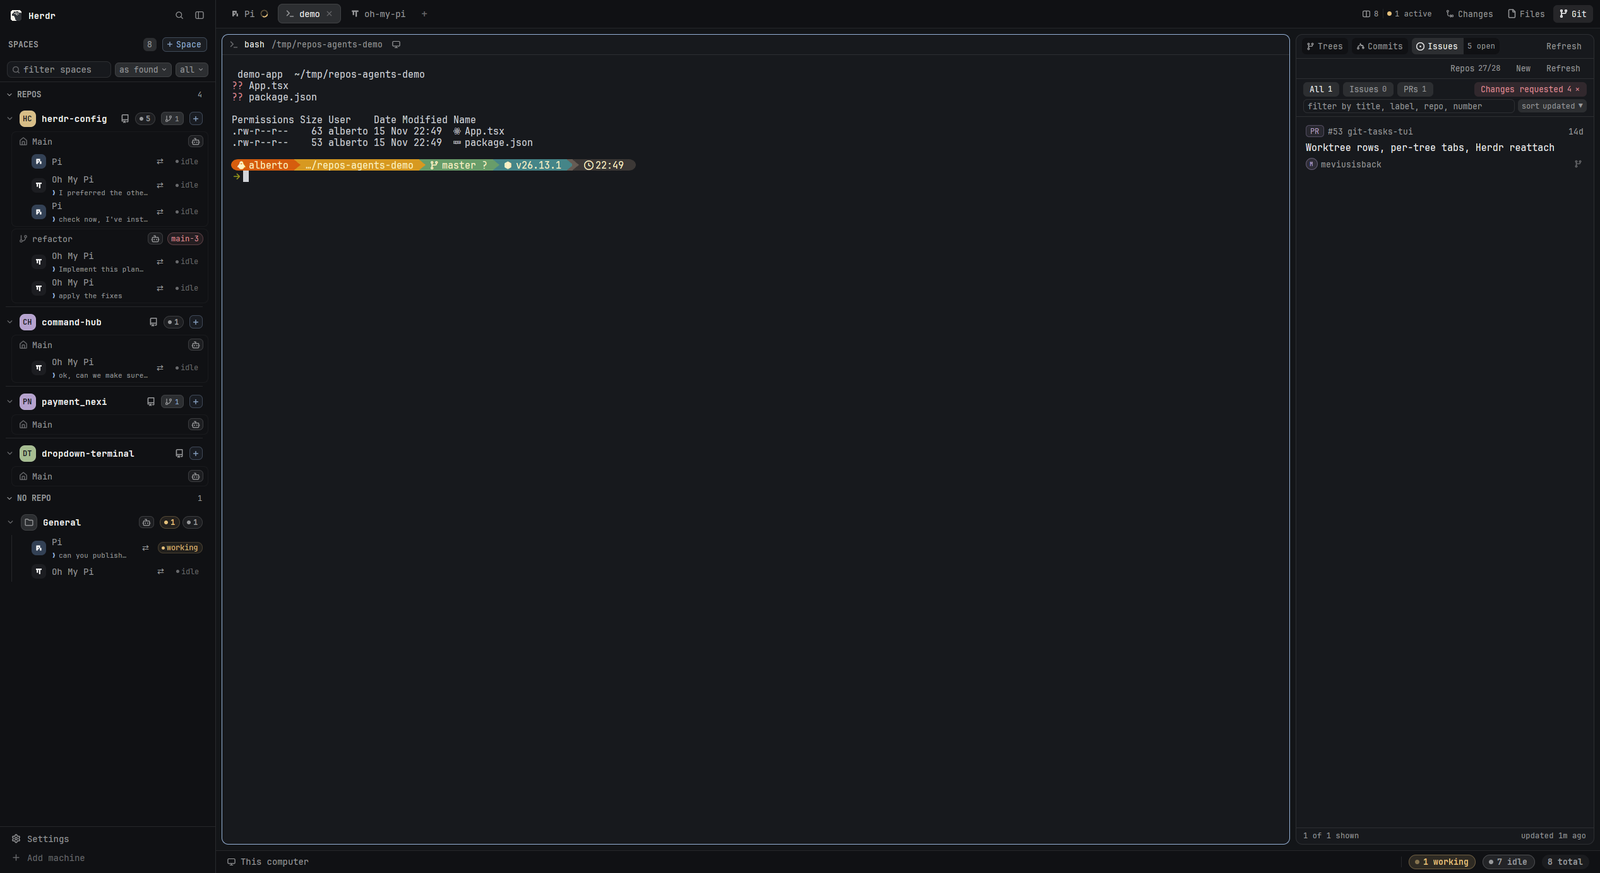 Herdr
SPACES 8 + Space
filter spaces as found all
REPOS 4
HC herdr-config 5 1 +
Main
Pi idle
Oh My Pi
I preferred the othe… idle
Pi
check now, I've inst… idle
refactor main-3
Oh My Pi
Implement this plan… idle
Oh My Pi
apply the fixes idle
CH command-hub 1 +
Main
Oh My Pi
ok, can we make sure… idle
PN payment_nexi 1 +
Main
DT dropdown-terminal +
Main
NO REPO 1
General 1 1
Pi
can you publish… working
Oh My Pi idle
Settings
+ Add machine
Pi demo × oh-my-pi +
8 1 active Changes Files Git
bash /tmp/repos-agents-demo
demo-app ~/tmp/repos-agents-demo
?? App.tsx
?? package.json
Permissions Size User Date Modified Name
.rw-r--r-- 63 alberto 15 Nov 22:49 App.tsx
.rw-r--r-- 53 alberto 15 Nov 22:49 package.json
alberto …/repos-agents-demo master ? v26.13.1 22:49
Trees Commits Issues 5 open Refresh
Repos 27/28 New Refresh
All 1 Issues 0 PRs 1 Changes requested 4 ×
filter by title, label, repo, number sort updated ▾
PR #53 git-tasks-tui 14d
Worktree rows, per-tree tabs, Herdr reattach
M meviusisback
1 of 1 shown updated 1m ago
This computer 1 working 7 idle 8 total